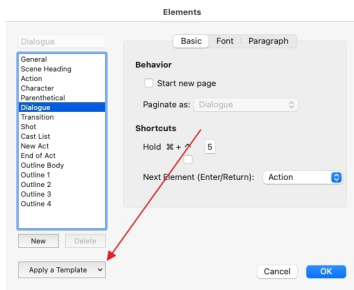 Elements
Dialogue
Basic Font Paragraph
General
Scene Heading
Action
Character
Parenthetical
Dialogue
Transition
Shot
Cast List
New Act
End of Act
Outline Body
Outline 1
Outline 2
Outline 3
Outline 4
Behavior
Start new page
Paginate as: Dialogue
Shortcuts
Hold ⌘ + ^ 5
Next Element (Enter/Return): Action
New Delete
Apply a Template
Cancel OK